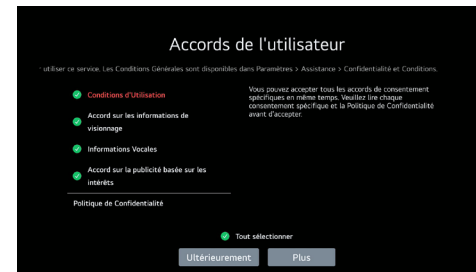 Accords de l'utilisateur
utiliser ce service. Les Conditions Générales sont disponibles dans Paramètres > Assistance > Confidentialité et Conditions.
Conditions d'Utilisation
Accord sur les informations de
visionnage
Informations Vocales
Accord sur la publicité basée sur les
intérêts
Politique de Confidentialité
Vous pouvez accepter tous les accords de consentement
spécifiques en même temps. Veuillez lire chaque
consentement spécifique et la Politique de Confidentialité
avant d'accepter.
Tout sélectionner
Ultérieurement
Plus